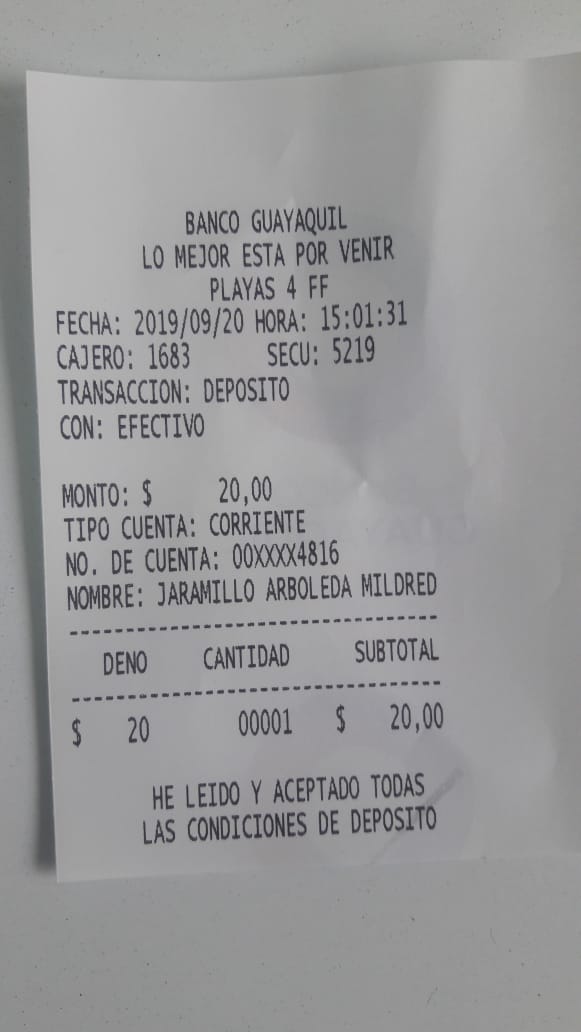 BANCO GUAYAQUIL
LO MEJOR ESTA POR VENIR
PLAYAS 4 FF
FECHA: 2019/09/20 HORA: 15:01:31
CAJERO: 1683 SECU: 5219
TRANSACCION: DEPOSITO
CON: EFECTIVO
MONTO: $ 20,00
TIPO CUENTA: CORRIENTE
NO. DE CUENTA: 00XXXX4816
NOMBRE: JARAMILLO ARBOLEDA MILDRED
DENO CANTIDAD SUBTOTAL
$ 20 00001 $ 20,00
HE LEIDO Y ACEPTADO TODAS
LAS CONDICIONES DE DEPOSITO